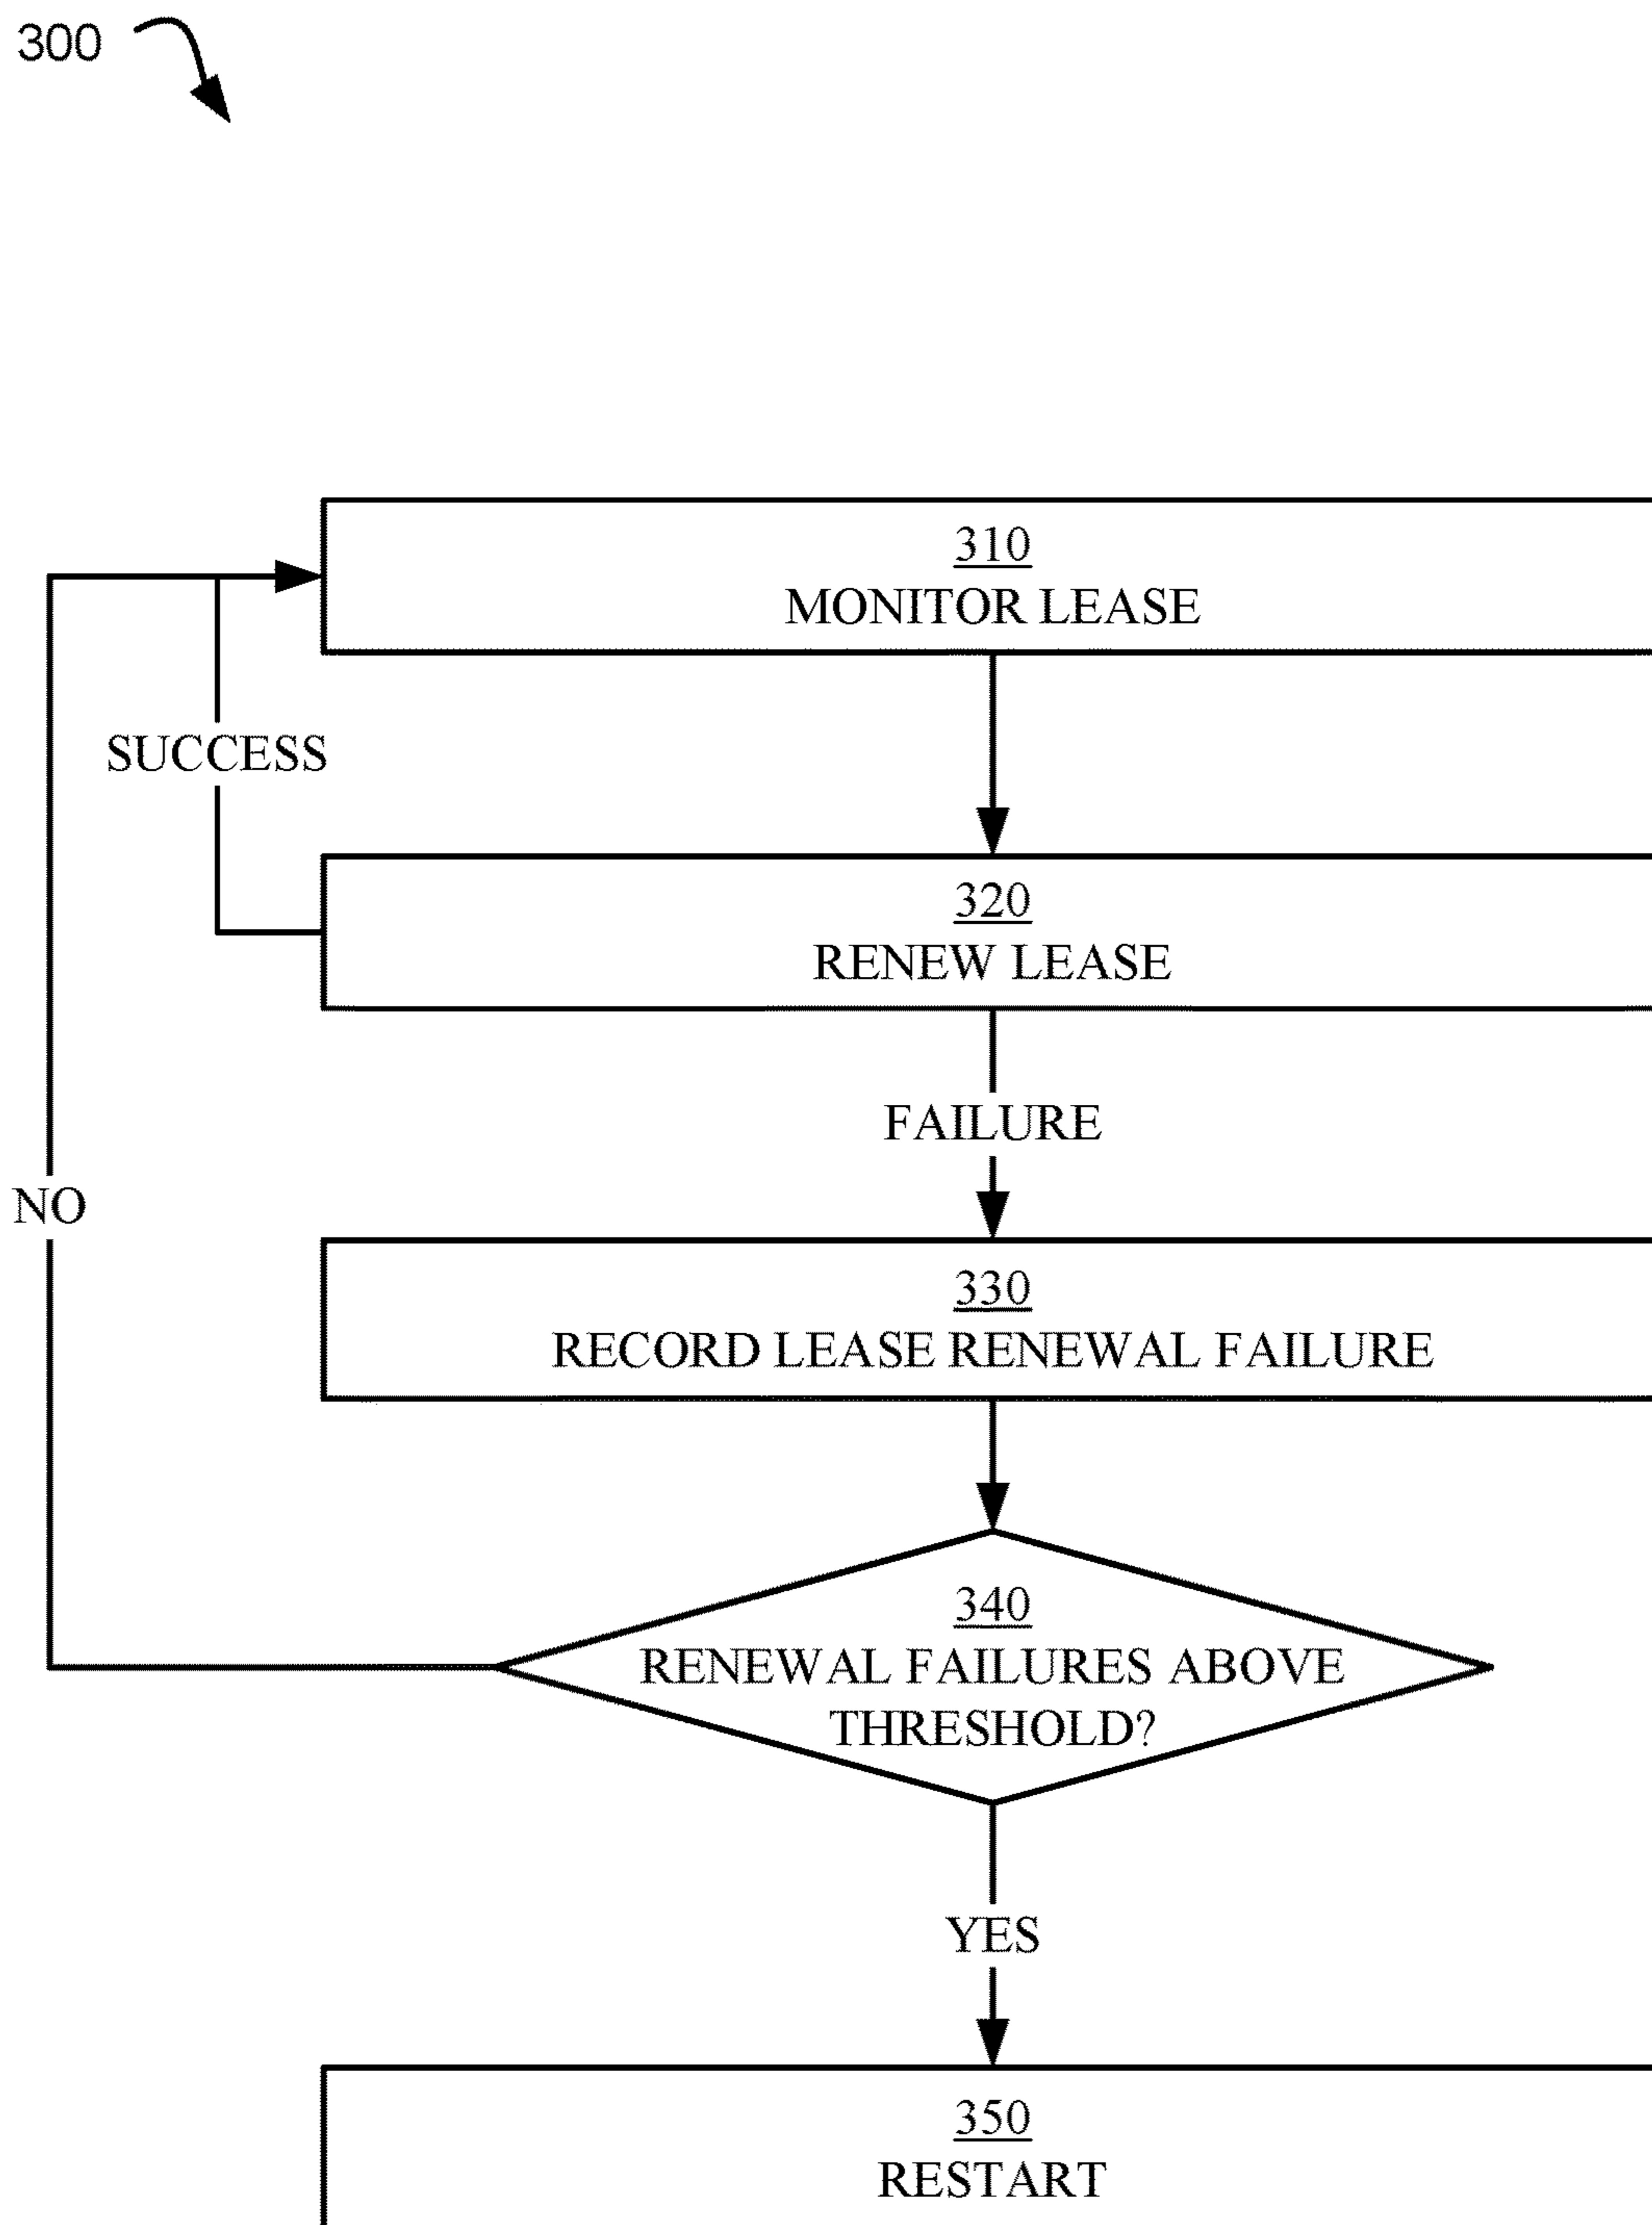 300
310
MONITOR LEASE
SUCCESS
320
RENEW LEASE
FAILURE
NO
330
RECORD LEASE RENEWAL FAILURE
340
RENEWAL FAILURES ABOVE
THRESHOLD?
YES
350
RESTART